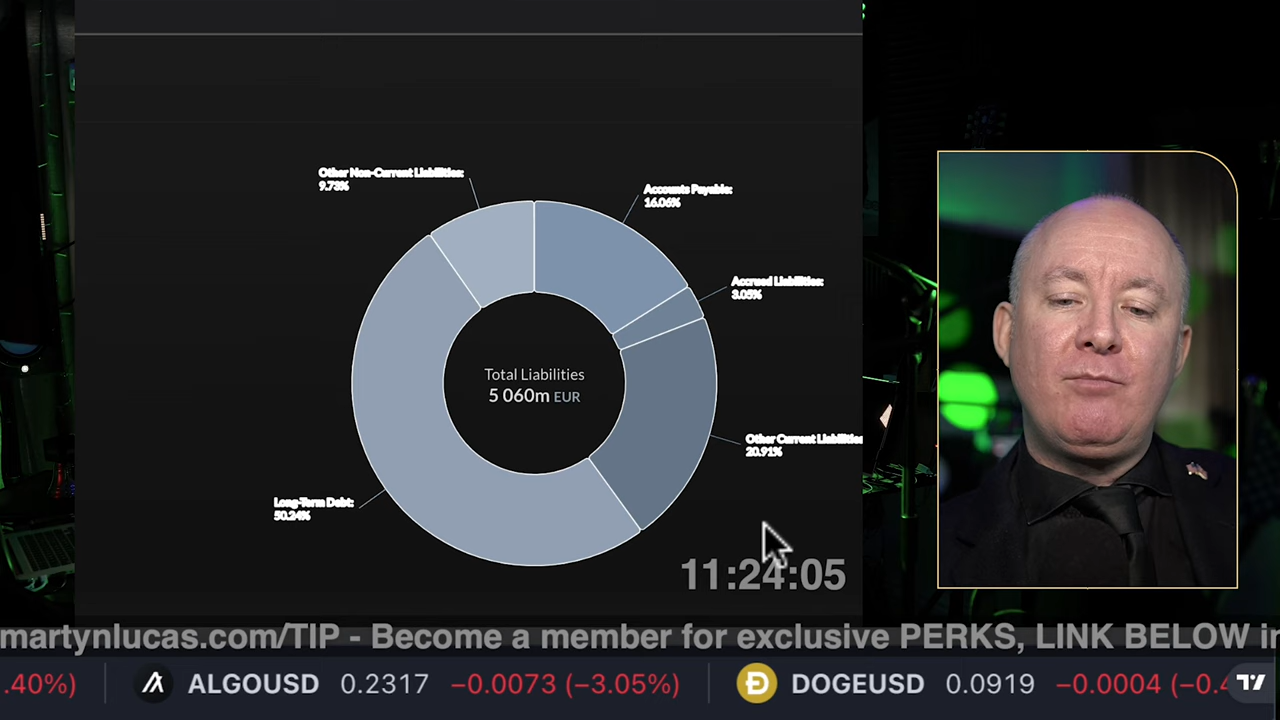 Other Non-Current Liabilities:
9.73%
Accounts Payable:
16.06%
Accrued Liabilities:
3.05%
Total Liabilities
5 060m EUR
Other Current Liabilities
20.91%
Long-Term Debt:
50.24%
11:24:05
martynlucas.com/TIP - Become a member for exclusive PERKS, LINK BELOW in
.40%) ALGOUSD 0.2317 −0.0073 (−3.05%) DOGEUSD 0.0919 −0.0004 (−0.4